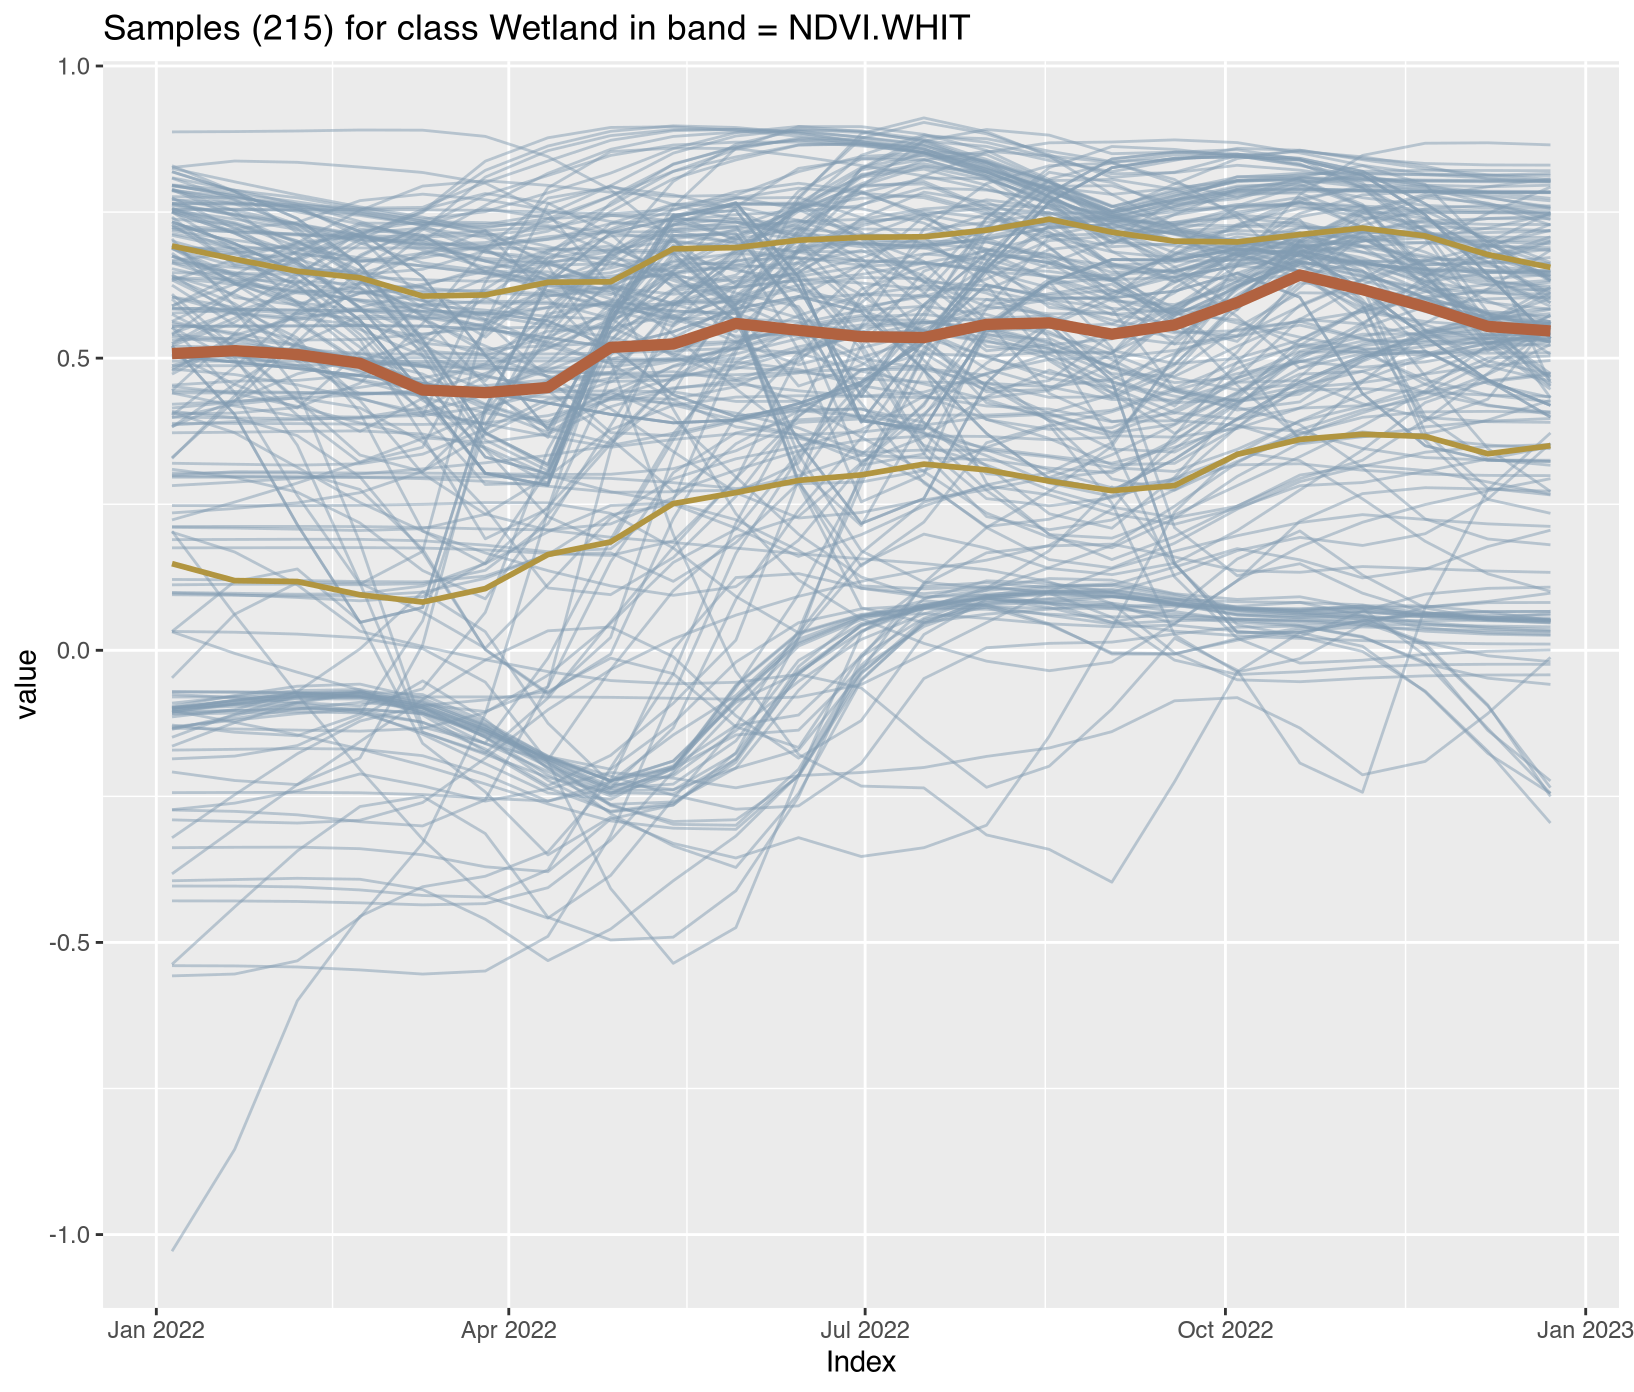 Samples (215) for class Wetland in band = NDVI.WHIT
1.0
0.5
0.0
-0.5
-1.0
value
Jan 2022 Apr 2022 Jul 2022 Oct 2022 Jan 2023
Index